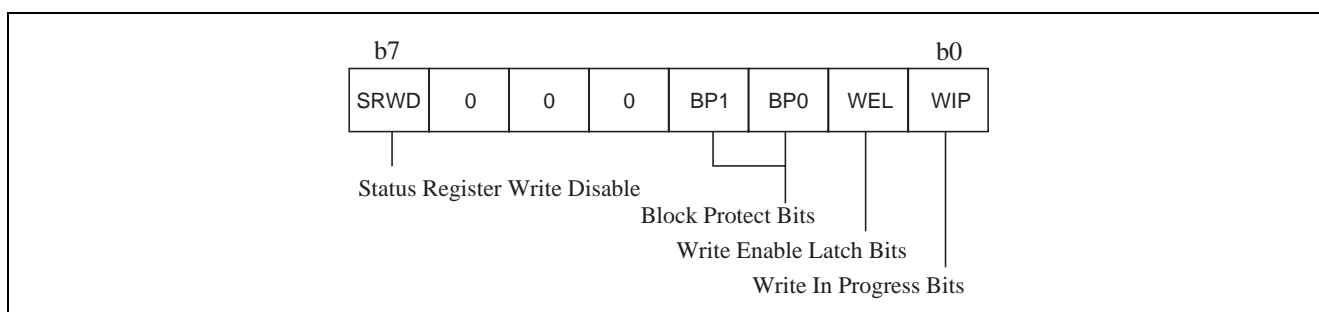 b7 b0
SRWD 0 0 0 BP1 BP0 WEL WIP
Status Register Write Disable
Block Protect Bits
Write Enable Latch Bits
Write In Progress Bits